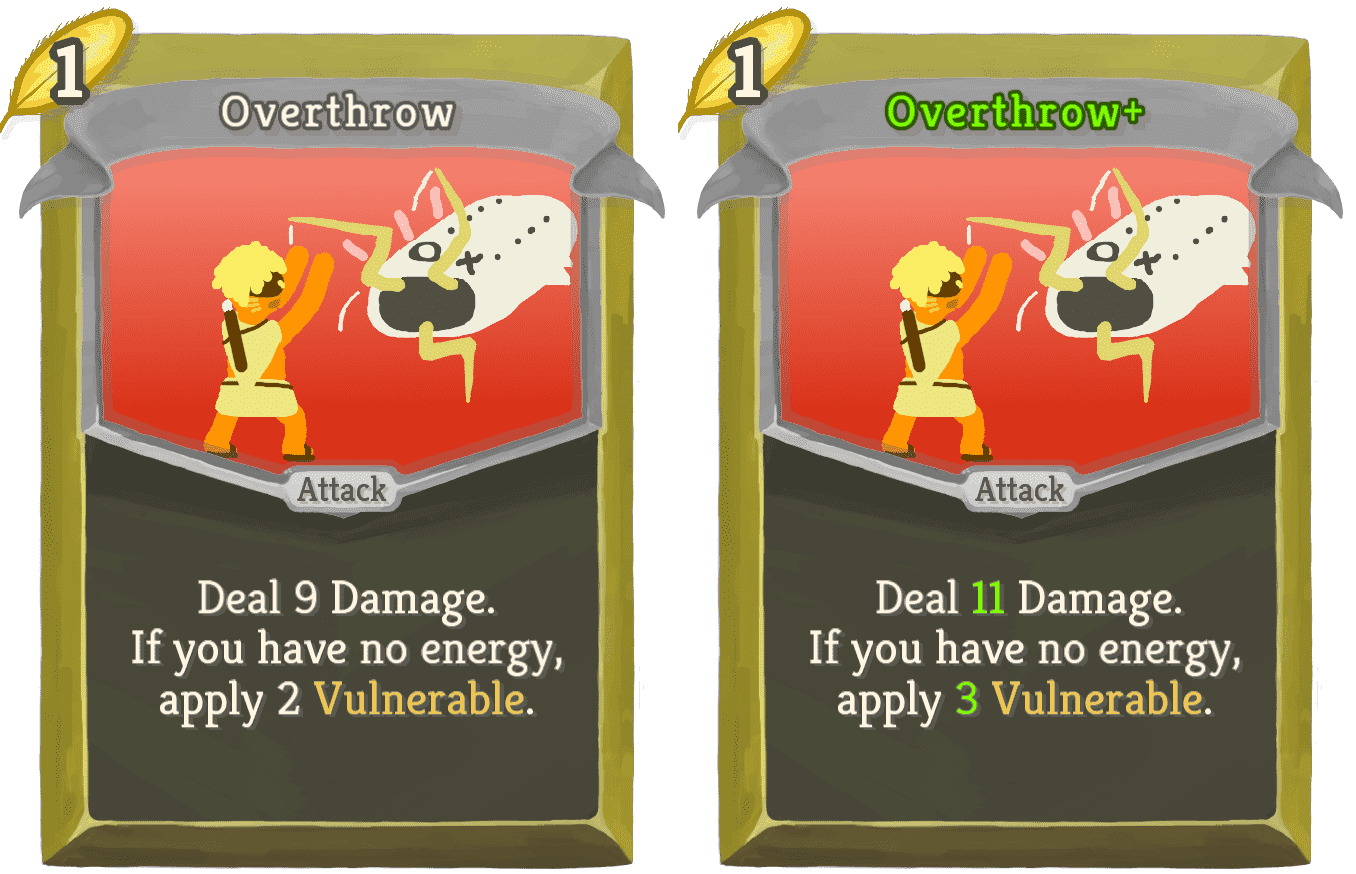 1
Overthrow
Attack
Deal 9 Damage.
If you have no energy,
apply 2 Vulnerable.
1
Overthrow+
Attack
Deal 11 Damage.
If you have no energy,
apply 3 Vulnerable.